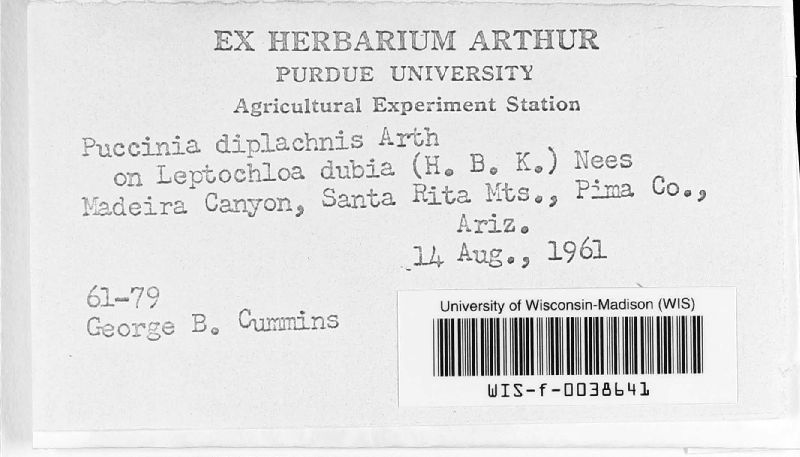 EX HERBARIUM ARTHUR
PURDUE UNIVERSITY
Agricultural Experiment Station
Puccinia diplachnis Arth
on Leptochloa dubia (H. B. K.) Nees
Madeira Canyon, Santa Rita Mts., Pima Co.,
Ariz.
14 Aug., 1961
61-79
George B. Cummins
University of Wisconsin-Madison (WIS)
WIS-f-0038641